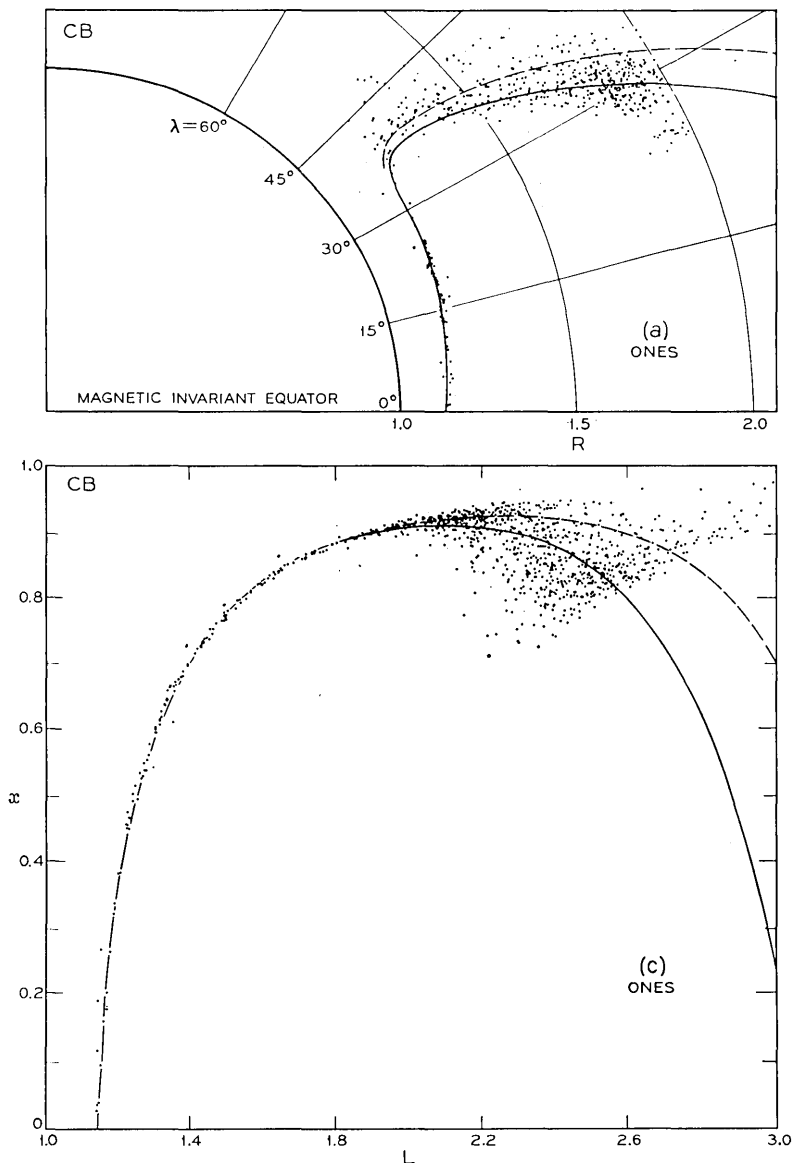 CB
λ=60°
45°
30°
15°
0°
MAGNETIC INVARIANT EQUATOR
(a)
ONES
1.0
1.5
2.0
R
CB
1.0
0.8
0.6
x
0.4
0.2
0
(c)
ONES
1.0
1.4
1.8
2.2
2.6
3.0
L